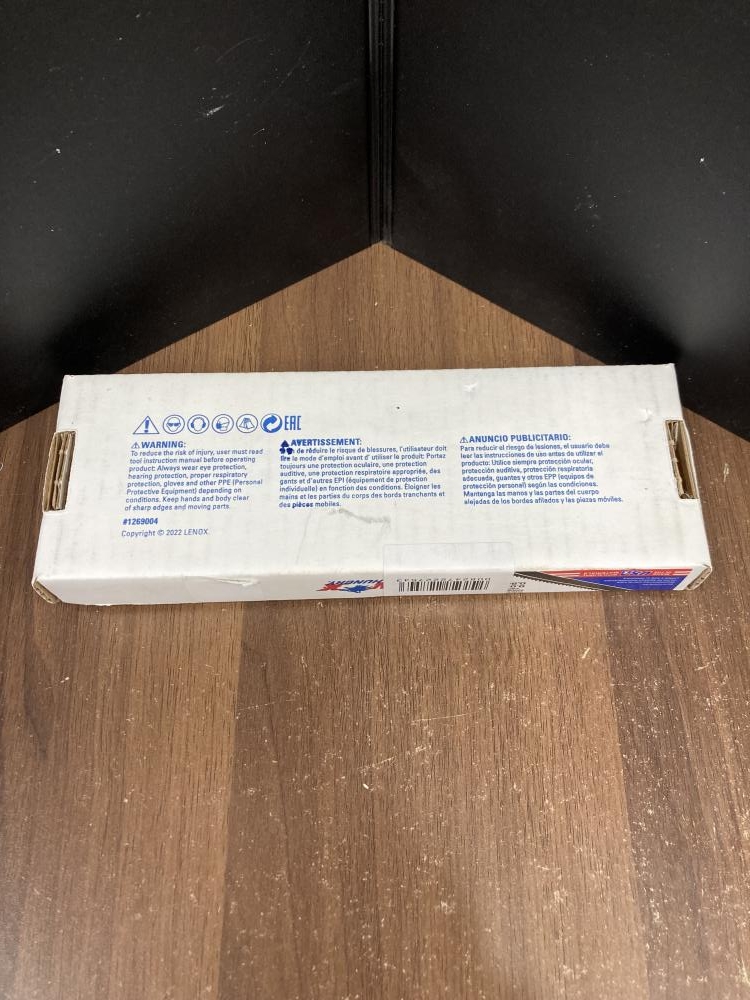 EAC
⚠WARNING:
To reduce the risk of injury, user must read
tool instruction manual before operating
product. Always wear eye protection,
hearing protection, proper respiratory
protection, gloves and other PPE (Personal
Protective Equipment) depending on
conditions. Keep hands and body clear
of sharp edges and moving parts.
#1269004
Copyright © 2022 LENOX.
AVERTISSEMENT:
de réduire le risque de blessures, l'utilisateur doit
lire le mode d'emploi avant d' utiliser le produit: Portez
toujours une protection oculaire, une protection
auditive, une protection respiratoire appropriée, des
gants et d'autres EPI (équipement de protection
individuelle) en fonction des conditions. Éloigner les
mains et les parties du corps des bords tranchants et
des pièces mobiles.
⚠ANUNCIO PUBLICITARIO:
Para reducir el riesgo de lesiones, el usuario debe
leer las instrucciones de uso antes de utilizar el
producto: Utilice siempre protección ocular,
protección auditiva, protección respiratoria
adecuada, guantes y otros EPP (equipos de
protección personal) según las condiciones.
Mantenga las manos y las partes del cuerpo
alejadas de los bordes afilados y las piezas móviles.
HUNGRY